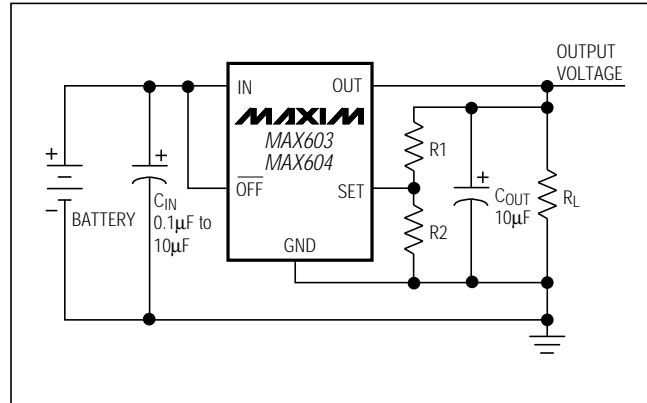 OUTPUT
VOLTAGE
IN
OUT
MAXIM
MAX603
MAX604
R1
+
+
+
OFF
SET
CIN
0.1µF to
10µF
COUT
10µF
RL
−
BATTERY
R2
GND